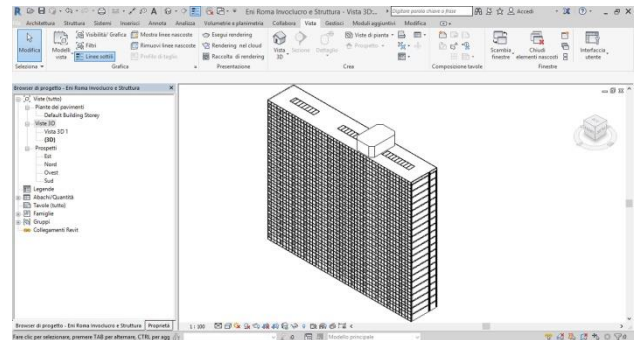 Eni Roma Involucro e Struttura - Vista 3D...
Digitare parola chiave o frase
Accedi
Architettura Struttura Sistemi Inserisci Annota Analizza Volumetrie e planimetria Collabora Vista Gestisci Moduli aggiuntivi Modifica
Modifica
Modelli vista
Visibilità/ Grafica
Filtri
Linee sottili
Mostra linee nascoste
Rimuovi linee nascoste
Profilo di taglio
Esegui rendering
Rendering nel cloud
Raccolta di rendering
Vista 3D
Sezione
Dettaglio
Viste di pianta
Prospetto
Scambia finestre
Chiudi elementi nascosti
Interfaccia utente
Seleziona
Grafica
Presentazione
Crea
Composizione tavole
Finestre
Browser di progetto - Eni Roma Involucro e Struttura
Viste (tutto)
Piante dei pavimenti
Default Building Storey
Viste 3D
Vista 3D 1
{3D}
Prospetti
Est
Nord
Ovest
Sud
Legende
Abachi/Quantità
Tavole (tutto)
Famiglie
Gruppi
Collegamenti Revit
Browser di progetto - Eni Roma Involucro e Struttura Proprietà
1 : 100
Fare clic per selezionare, premere TAB per alternare, CTRL per agg
Modello principale